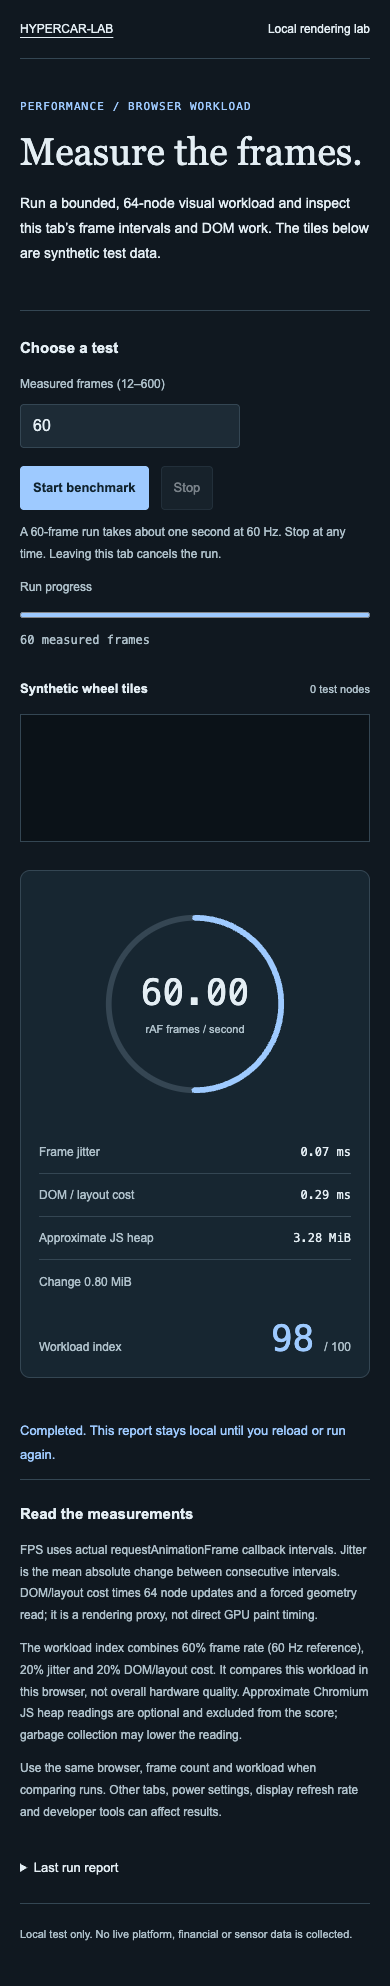 HYPERCAR-LAB
Local rendering lab
PERFORMANCE / BROWSER WORKLOAD
Measure the frames.
Run a bounded, 64-node visual workload and inspect
this tab’s frame intervals and DOM work. The tiles below
are synthetic test data.
Choose a test
Measured frames (12–600)
60
Start benchmark
Stop
A 60-frame run takes about one second at 60 Hz. Stop at any
time. Leaving this tab cancels the run.
Run progress
60 measured frames
Synthetic wheel tiles
0 test nodes
60.00
rAF frames / second
Frame jitter
0.07 ms
DOM / layout cost
0.29 ms
Approximate JS heap
3.28 MiB
Change 0.80 MiB
Workload index
98 / 100
Completed. This report stays local until you reload or run
again.
Read the measurements
FPS uses actual requestAnimationFrame callback intervals. Jitter
is the mean absolute change between consecutive intervals.
DOM/layout cost times 64 node updates and a forced geometry
read; it is a rendering proxy, not direct GPU paint timing.
The workload index combines 60% frame rate (60 Hz reference),
20% jitter and 20% DOM/layout cost. It compares this workload in
this browser, not overall hardware quality. Approximate Chromium
JS heap readings are optional and excluded from the score;
garbage collection may lower the reading.
Use the same browser, frame count and workload when
comparing runs. Other tabs, power settings, display refresh rate
and developer tools can affect results.
Last run report
Local test only. No live platform, financial or sensor data is collected.